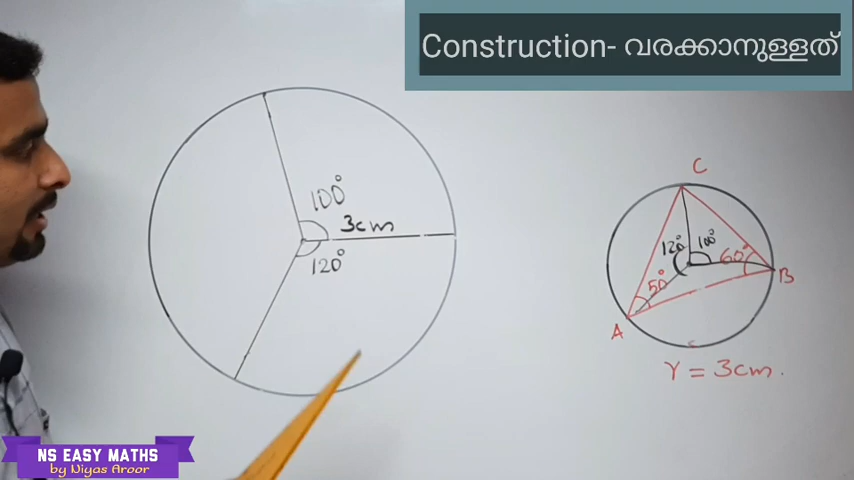 Construction- വരക്കാനുള്ളത്
100°
3cm
120°
C
120° 100°
60°
50°
B
A
r = 3cm.
NS EASY MATHS
by Niyas Aroor